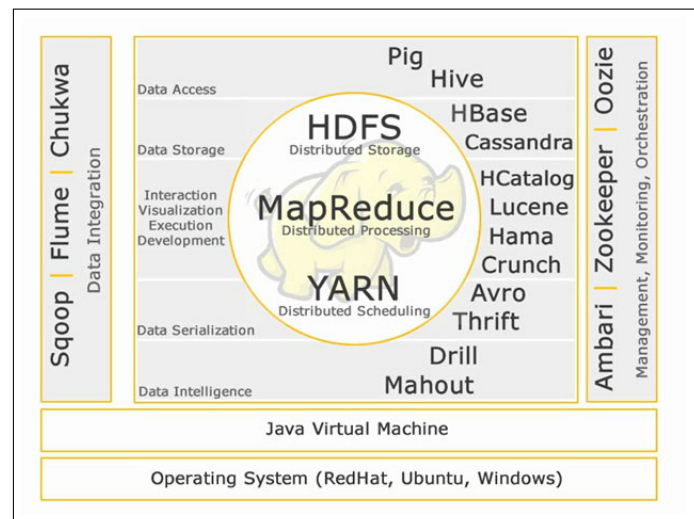 Sqoop | Flume | Chukwa
Data Integration
Data Access
Pig
Hive
Data Storage
HBase
Cassandra
Interaction
Visualization
Execution
Development
HCatalog
Lucene
Hama
Crunch
Data Serialization
Avro
Thrift
Data Intelligence
Drill
Mahout
HDFS
Distributed Storage
MapReduce
Distributed Processing
YARN
Distributed Scheduling
Ambari | Zookeeper | Oozie
Management, Monitoring, Orchestration
Java Virtual Machine
Operating System (RedHat, Ubuntu, Windows)